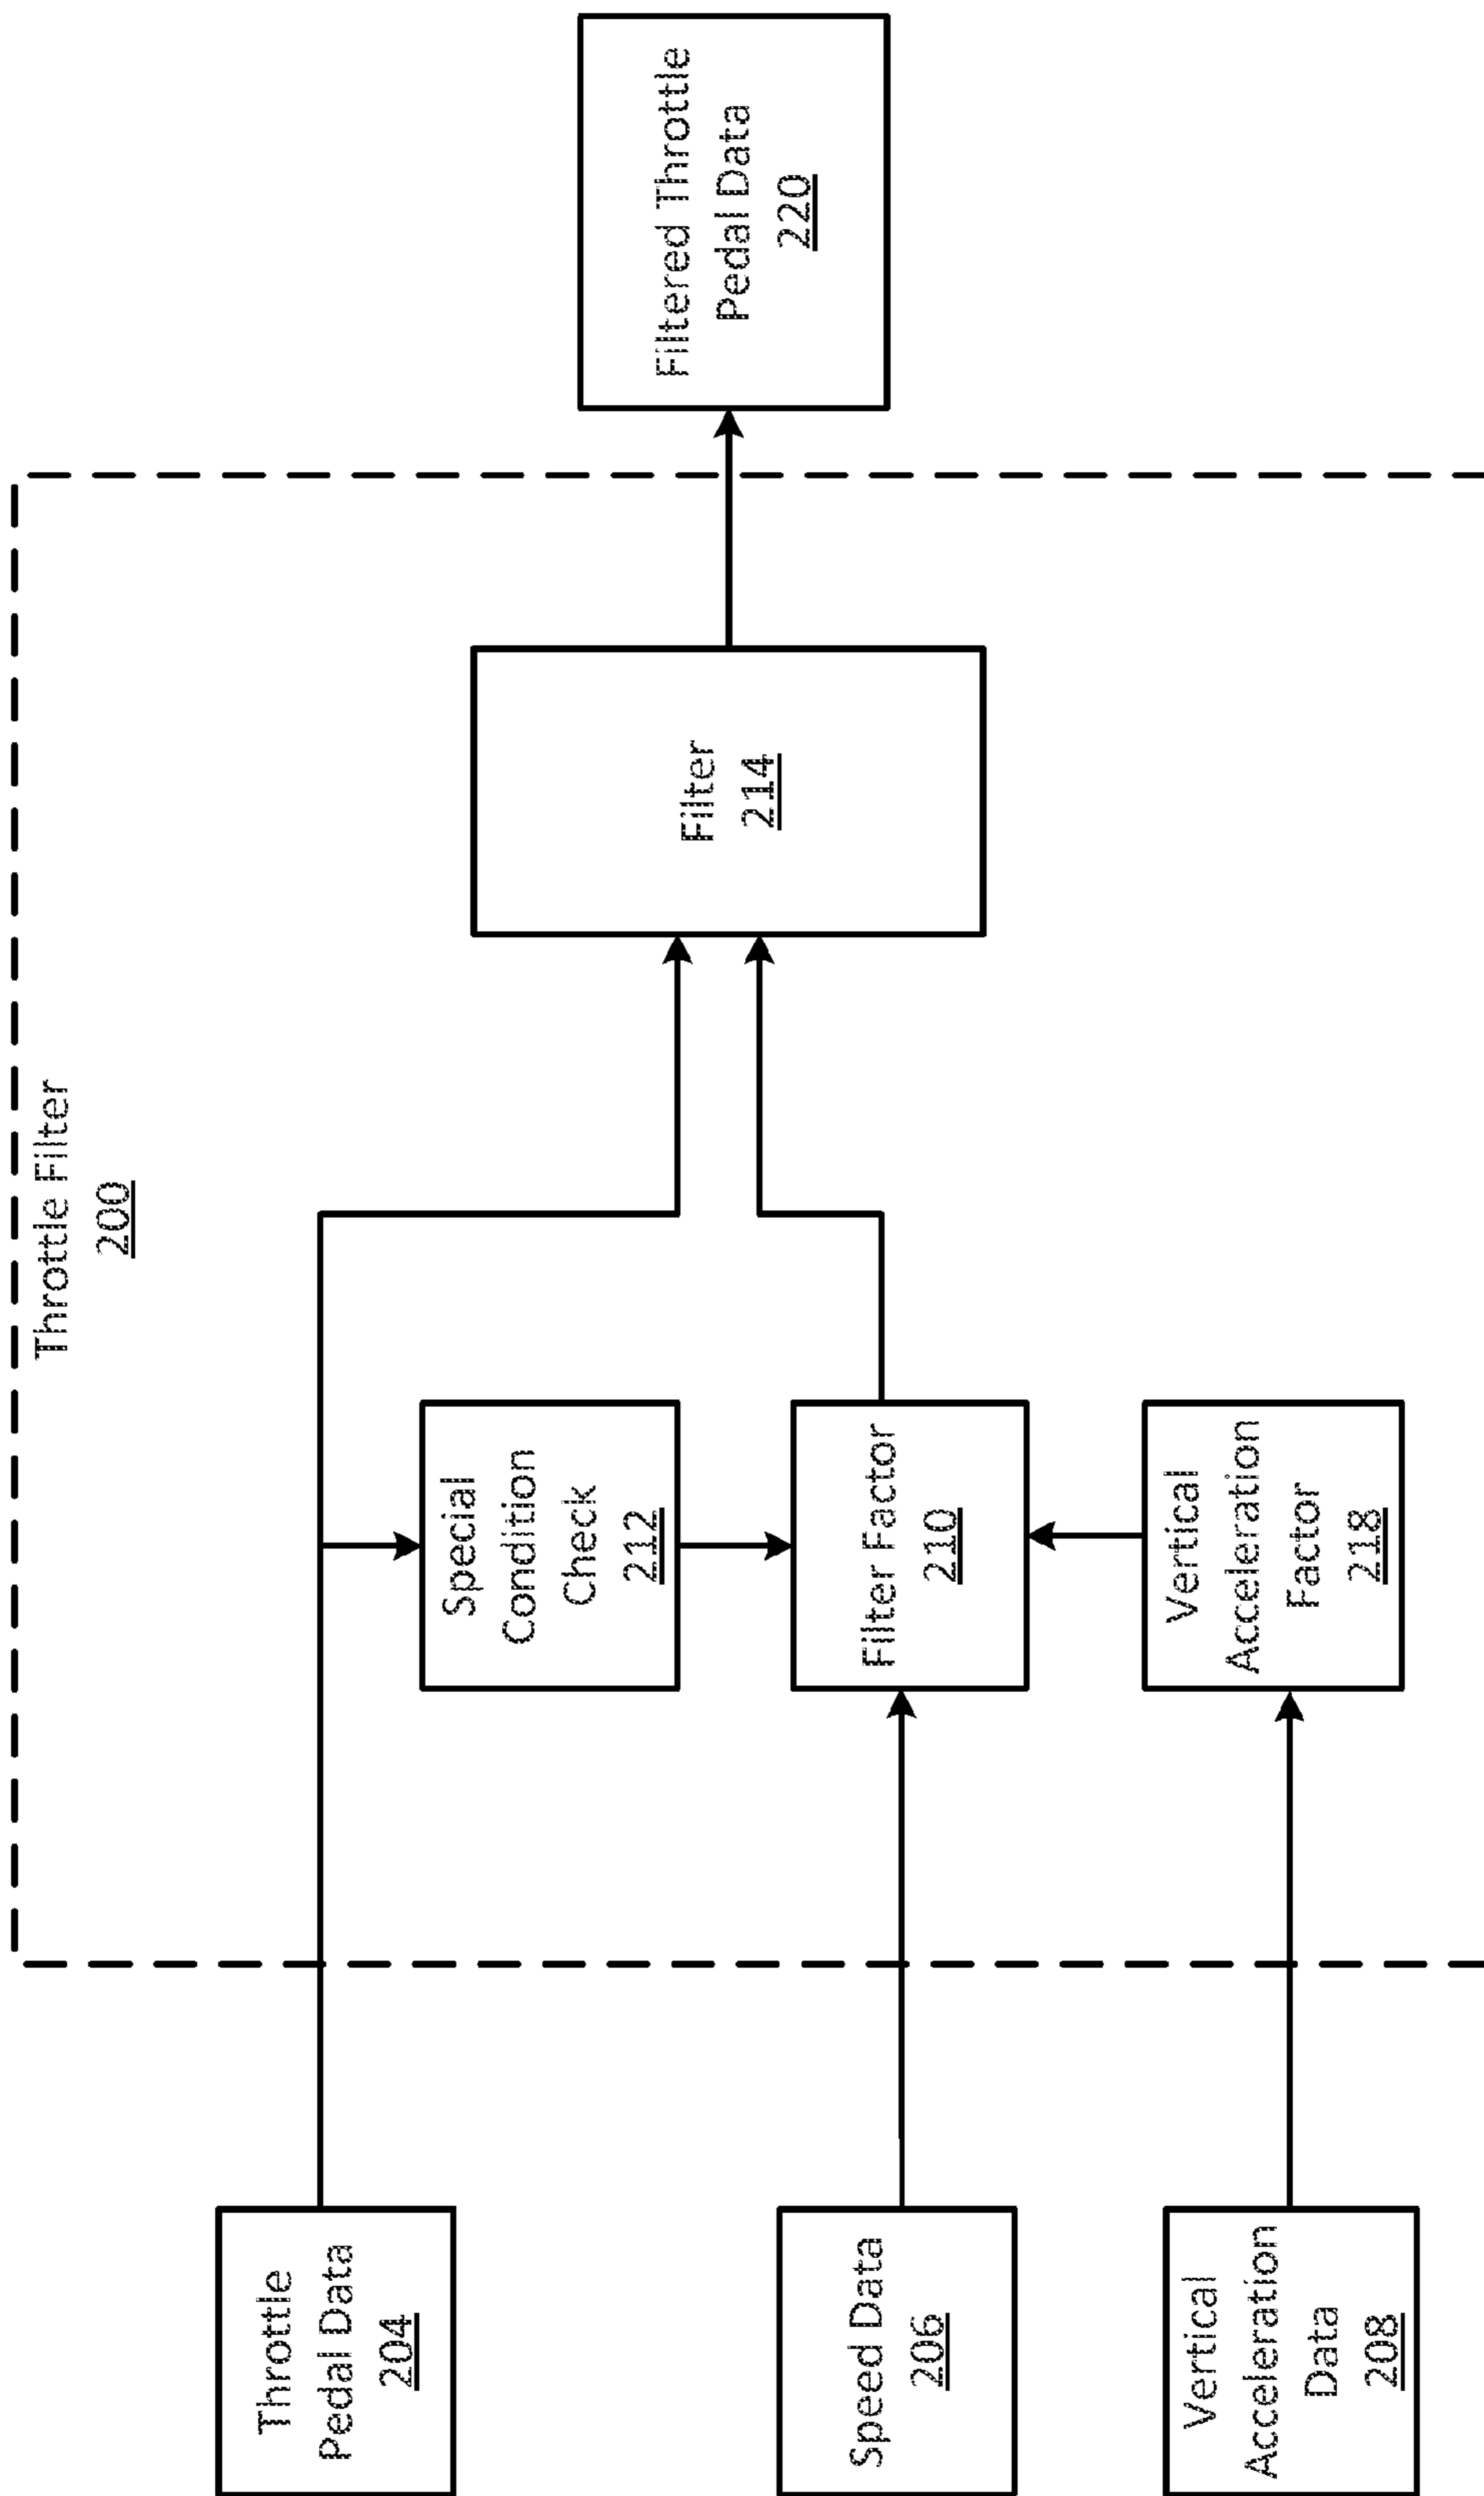 Throttle Filter
200
Throttle
Pedal Data
204
Special
Condition
Check
212
Filter
214
Filtered Throttle
Pedal Data
220
Speed Data
206
Filter Factor
210
Vertical
Acceleration
Data
208
Vertical
Acceleration
Factor
218